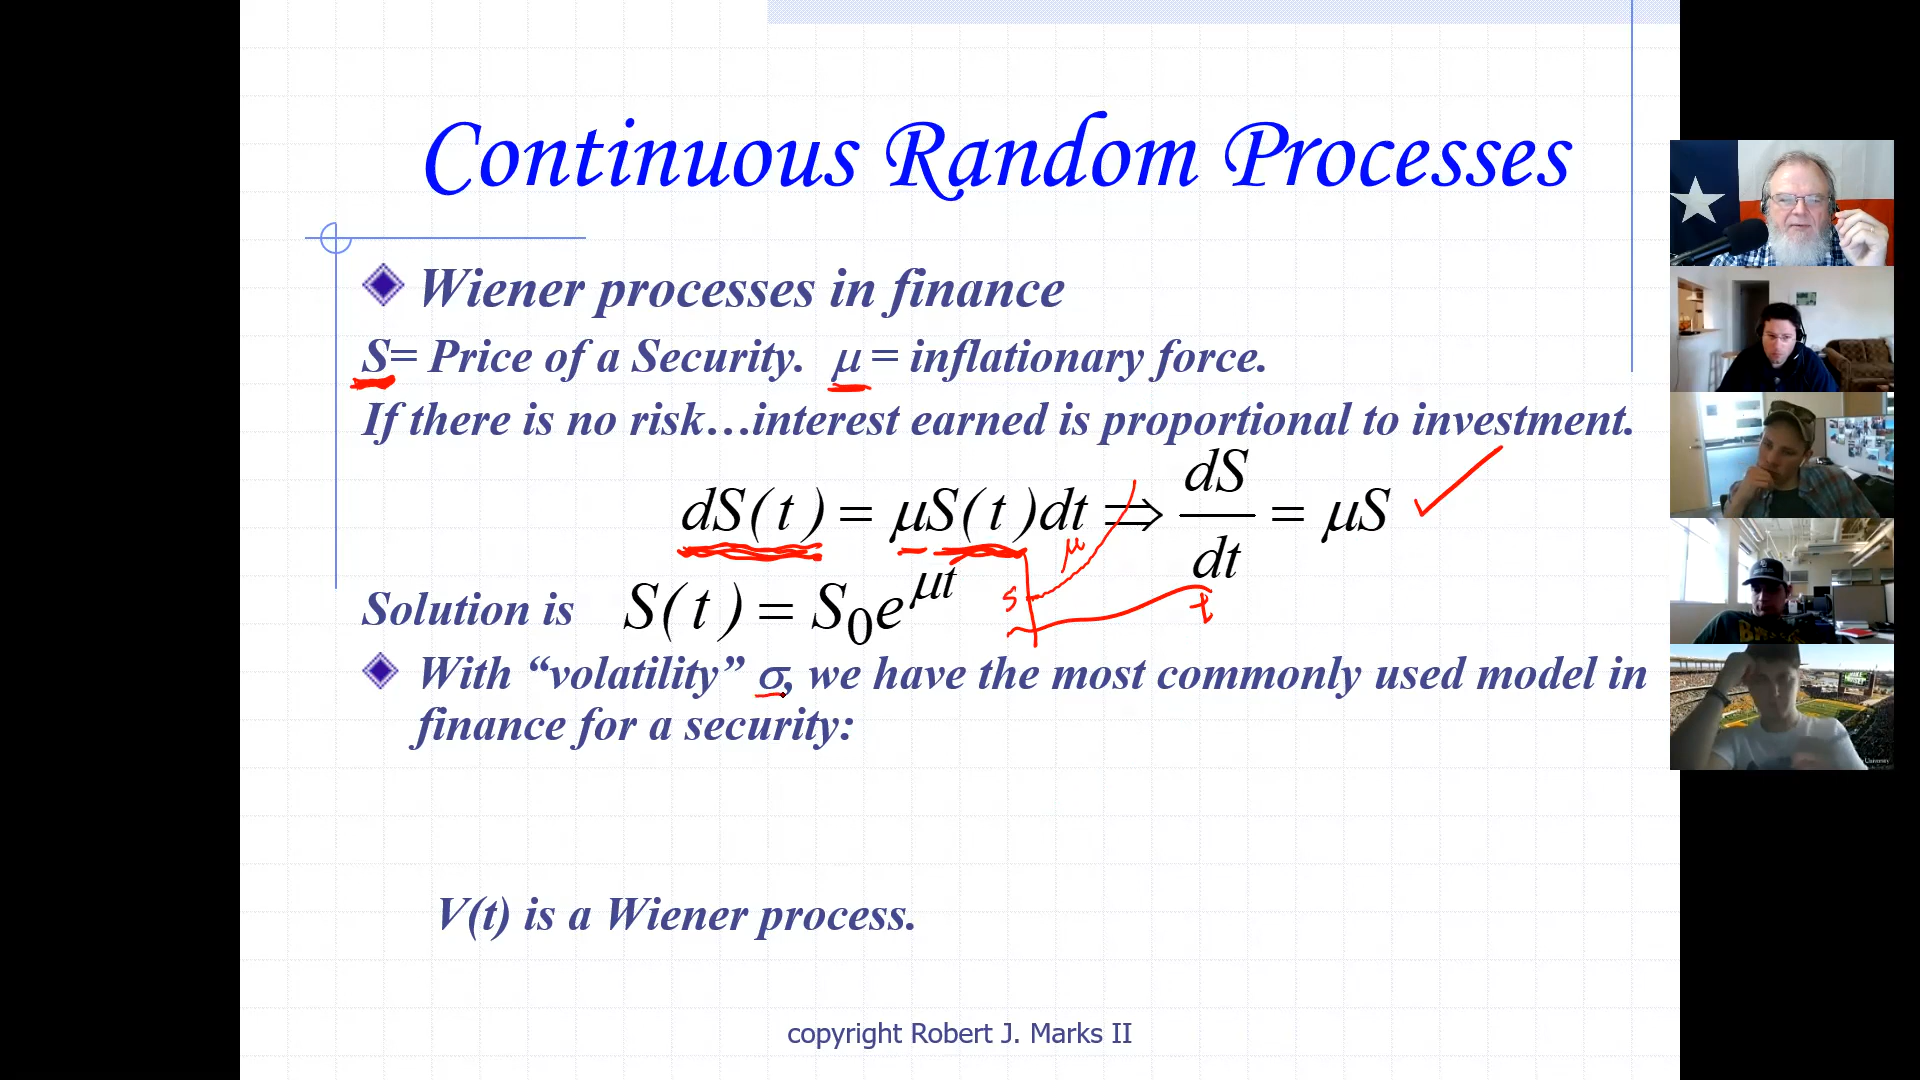 Continuous Random Processes
Wiener processes in finance
S= Price of a Security. μ = inflationary force.
If there is no risk…interest earned is proportional to investment.
dS(t) = μS(t)dt ⇒ dS/dt = μS
μ
Solution is S(t) = S₀e^{μt}
S
t
With “volatility” σ, we have the most commonly used model in
finance for a security:
V(t) is a Wiener process.
copyright Robert J. Marks II